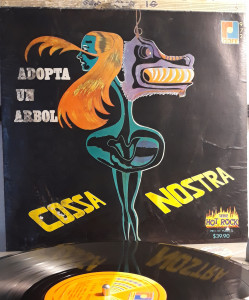 ADOPTA
UN
ARBOL
COSSA
NOSTRA
HOT ROCK
$39.90